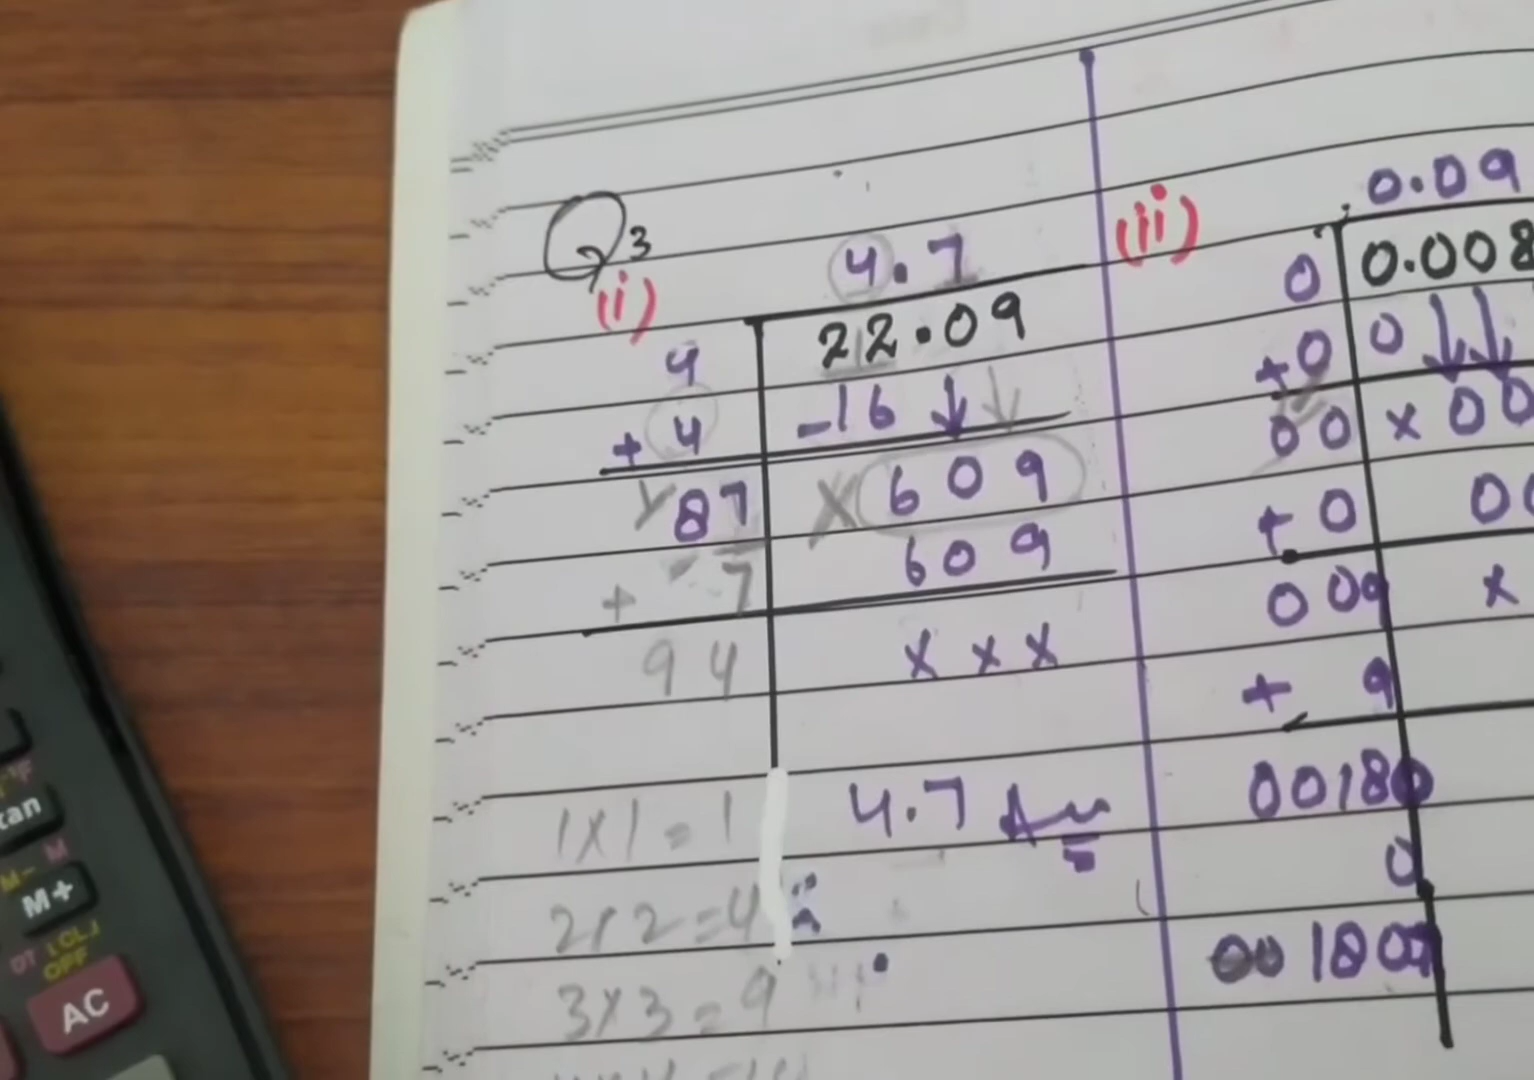 Q3
(i)
4.7
4 22.09
+ 4 -16 ↓ ↓
87 x 609
+ 7 609
94 x x x
4.7 Ans
1x1=1
2x2=4
3x3=9
(ii)
0.09
0 0.008
+0 0 ↓ ↓
00 x 00
+ 0 00
009 x
+ 9
00180
0
001807
tan
M-
M
M+
OFF
AC